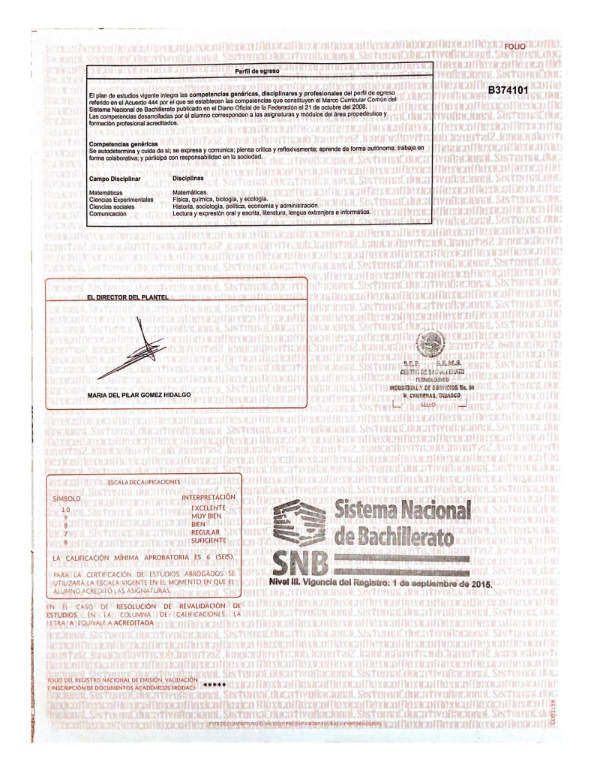 FOLIO
B374101
Perfil de egreso
El plan de estudios vigente integra las competencias genéricas, disciplinares y profesionales del perfil de egreso
referido en el Acuerdo 444 por el que se establecen las competencias que constituyen el Marco Curricular Común del
Sistema Nacional de Bachillerato publicado en el Diario Oficial de la Federación el 21 de octubre del 2008.
Las competencias desarrolladas por el alumno corresponden a las asignaturas y módulos del área propedéutica y
formación profesional acreditados.
Competencias genéricas
Se autodetermina y cuida de sí; se expresa y comunica; piensa crítica y reflexivamente; aprende de forma autónoma; trabaja en
forma colaborativa; y participa con responsabilidad en la sociedad.
Campo Disciplinar Disciplinas
Matemáticas Matemáticas.
Ciencias Experimentales Física, química, biología, y ecología.
Ciencias sociales Historia, sociología, política, economía y administración.
Comunicación Lectura y expresión oral y escrita, literatura, lengua extranjera e informática.
EL DIRECTOR DEL PLANTEL
MARIA DEL PILAR GOMEZ HIDALGO
S.E.P.
CENTRO DE BACHILLERATO
TECNOLOGICO
INDUSTRIAL Y DE SERVICIOS No.
H. CARDENAS, TABASCO
SELLO
ESCALA DE CALIFICACIONES
SÍMBOLO INTERPRETACIÓN
10 EXCELENTE
9 MUY BIEN
8 BIEN
7 REGULAR
6 SUFICIENTE
LA CALIFICACIÓN MÍNIMA APROBATORIA ES 6 (SEIS).
PARA LA CERTIFICACIÓN DE ESTUDIOS ABROGADOS SE
UTILIZARÁ LA ESCALA VIGENTE EN EL MOMENTO EN QUE EL
ALUMNO ACREDITÓ LAS ASIGNATURAS.
EN EL CASO DE RESOLUCIÓN DE REVALIDACIÓN DE
ESTUDIOS EN LA COLUMNA DE CALIFICACIONES LA
LETRA "A" EQUIVALE A ACREDITADA
Sistema Nacional
de Bachillerato
SNB
Nivel III. Vigencia del Registro: 1 de septiembre de 2015.
FOLIO DEL REGISTRO NACIONAL DE EMISIÓN, VALIDACIÓN
E INSCRIPCIÓN DE DOCUMENTOS ACADÉMICOS (RODAC): *****